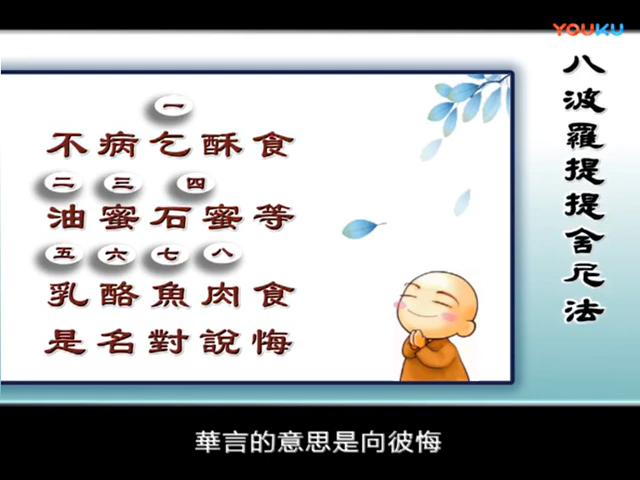 YOUKU
八波羅提提舍尼法
一
不病乞酥食
二 三 四
油蜜石蜜等
五 六 七 八
乳酪魚肉食
是名對說悔
華言的意思是向彼悔